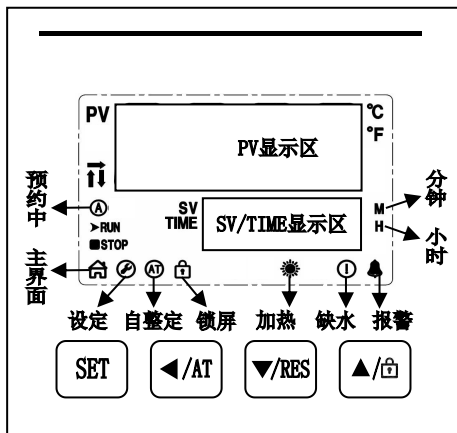 PV
℃
℉
PV显示区
预约中
Ⓐ
SV
TIME
SV/TIME显示区
M
H
分钟
小时
➤RUN
■STOP
主界面
AT
设定
自整定
锁屏
加热
缺水
报警
SET
◀/AT
▼/RES
▲/